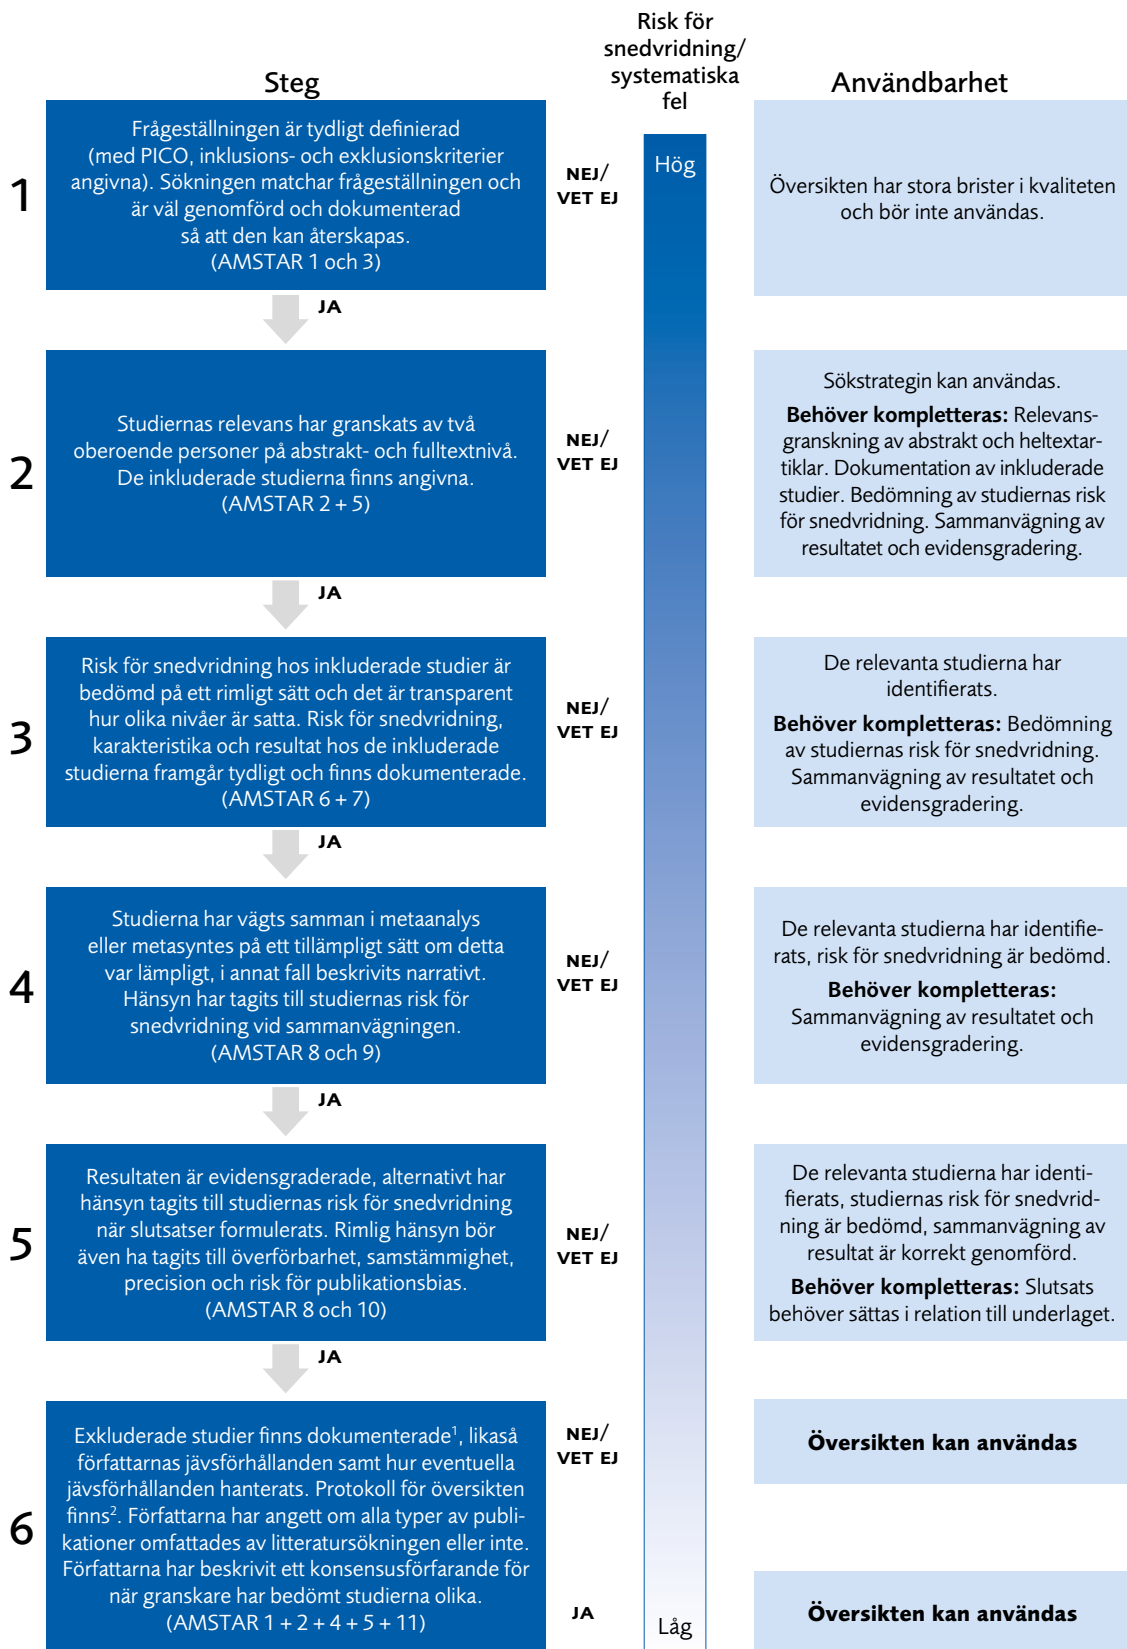 Steg
Risk för
snedvridning/
systematiska
fel
Användbarhet
1
Frågeställningen är tydligt definierad
(med PICO, inklusions- och exklusionskriterier
angivna). Sökningen matchar frågeställningen och
är väl genomförd och dokumenterad
så att den kan återskapas.
(AMSTAR 1 och 3)
NEJ/
VET EJ
Hög
Översikten har stora brister i kvaliteten
och bör inte användas.
JA
2
Studiernas relevans har granskats av två
oberoende personer på abstrakt- och fulltextnivå.
De inkluderade studierna finns angivna.
(AMSTAR 2 + 5)
NEJ/
VET EJ
Sökstrategin kan användas.
Behöver kompletteras: Relevans-
granskning av abstrakt och heltextar-
tiklar. Dokumentation av inkluderade
studier. Bedömning av studiernas risk
för snedvridning. Sammanvägning av
resultatet och evidensgradering.
JA
3
Risk för snedvridning hos inkluderade studier är
bedömd på ett rimligt sätt och det är transparent
hur olika nivåer är satta. Risk för snedvridning,
karakteristika och resultat hos de inkluderade
studierna framgår tydligt och finns dokumenterade.
(AMSTAR 6 + 7)
NEJ/
VET EJ
De relevanta studierna har
identifierats.
Behöver kompletteras: Bedömning
av studiernas risk för snedvridning.
Sammanvägning av resultatet och
evidensgradering.
JA
4
Studierna har vägts samman i metaanalys
eller metasyntes på ett tillämpligt sätt om detta
var lämpligt, i annat fall beskrivits narrativt.
Hänsyn har tagits till studiernas risk för
snedvridning vid sammanvägningen.
(AMSTAR 8 och 9)
NEJ/
VET EJ
De relevanta studierna har identifie-
rats, risk för snedvridning är bedömd.
Behöver kompletteras:
Sammanvägning av resultatet och
evidensgradering.
JA
5
Resultaten är evidensgraderade, alternativt har
hänsyn tagits till studiernas risk för snedvridning
när slutsatser formulerats. Rimlig hänsyn bör
även ha tagits till överförbarhet, samstämmighet,
precision och risk för publikationsbias.
(AMSTAR 8 och 10)
NEJ/
VET EJ
De relevanta studierna har identi-
fierats, studiernas risk för snedvrid-
ning är bedömd, sammanvägning av
resultat är korrekt genomförd.
Behöver kompletteras: Slutsats
behöver sättas i relation till underlaget.
JA
6
Exkluderade studier finns dokumenterade¹, likaså
författarnas jävsförhållanden samt hur eventuella
jävsförhållanden hanterats. Protokoll för översikten
finns². Författarna har angett om alla typer av publi-
kationer omfattades av litteratursökningen eller inte.
Författarna har beskrivit ett konsensusförfarande för
när granskare har bedömt studierna olika.
(AMSTAR 1 + 2 + 4 + 5 + 11)
NEJ/
VET EJ
Översikten kan användas
JA
Låg
Översikten kan användas